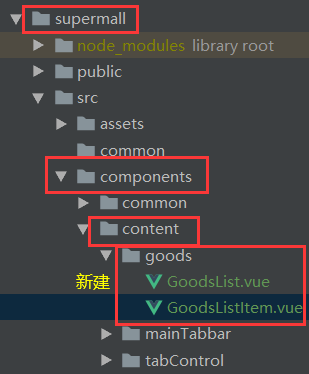 supermall
node_modules library root
public
src
assets
common
components
common
content
goods
新建 GoodsList.vue
GoodsListItem.vue
mainTabbar
tabControl